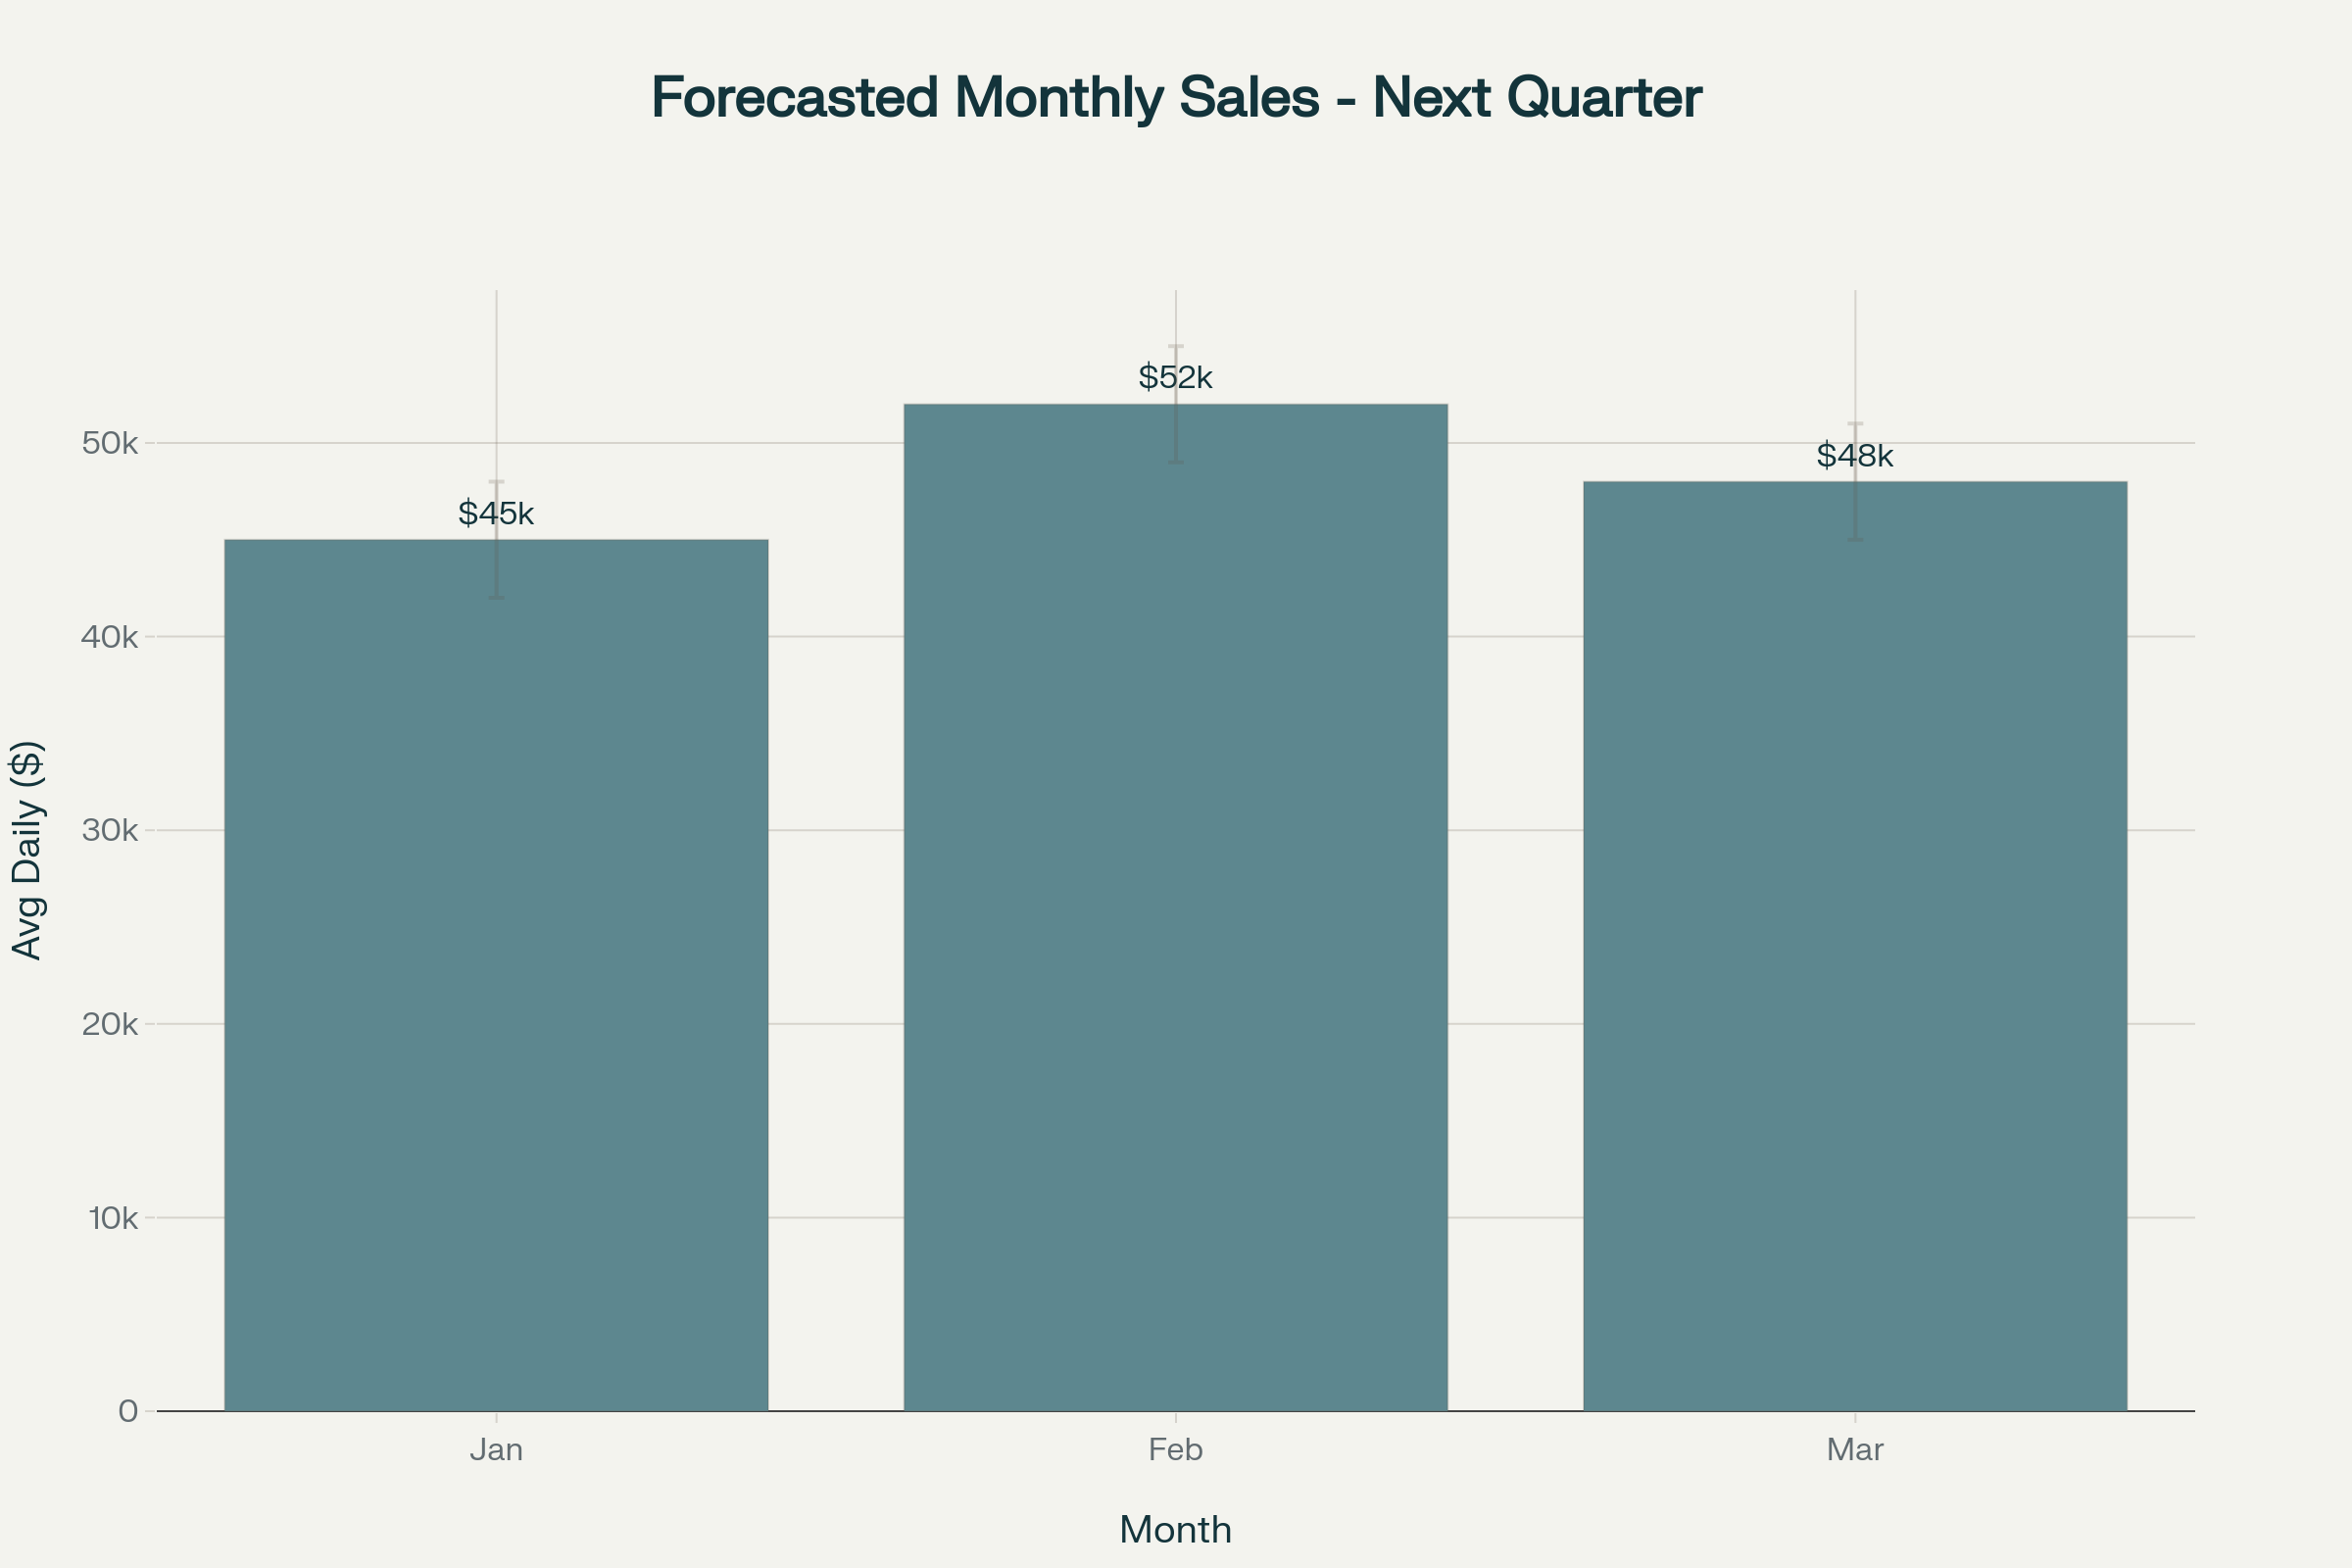 Forecasted Monthly Sales - Next Quarter
$52k
50k
$48k
$45k
40k
Avg Daily ($)
30k
20k
10k
0
Jan
Feb
Mar
Month